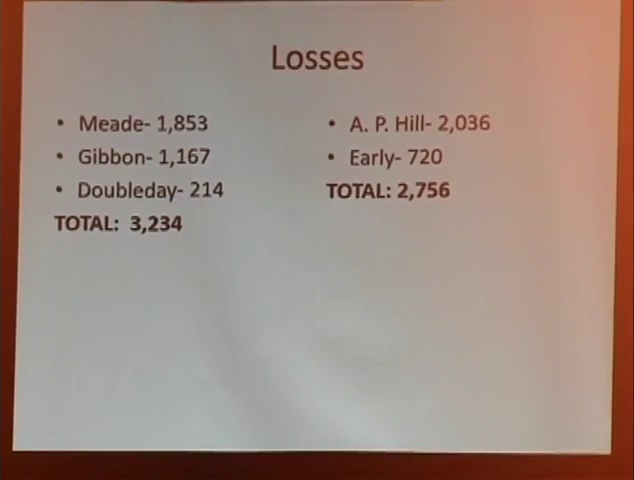 Losses
• Meade- 1,853
• Gibbon- 1,167
• Doubleday- 214
TOTAL:  3,234
• A. P. Hill- 2,036
• Early- 720
TOTAL: 2,756